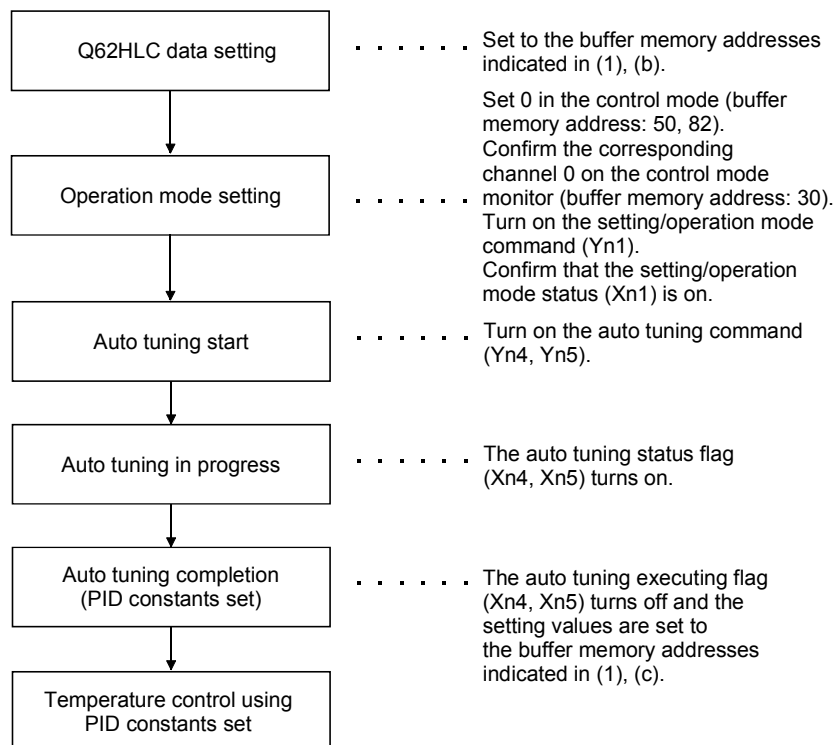 Q62HLC data setting
Set to the buffer memory addresses
indicated in (1), (b).
Operation mode setting
Set 0 in the control mode (buffer
memory address: 50, 82).
Confirm the corresponding
channel 0 on the control mode
monitor (buffer memory address: 30).
Turn on the setting/operation mode
command (Yn1).
Confirm that the setting/operation
mode status (Xn1) is on.
Auto tuning start
Turn on the auto tuning command
(Yn4, Yn5).
Auto tuning in progress
The auto tuning status flag
(Xn4, Xn5) turns on.
Auto tuning completion
(PID constants set)
The auto tuning executing flag
(Xn4, Xn5) turns off and the
setting values are set to
the buffer memory addresses
indicated in (1), (c).
Temperature control using
PID constants set